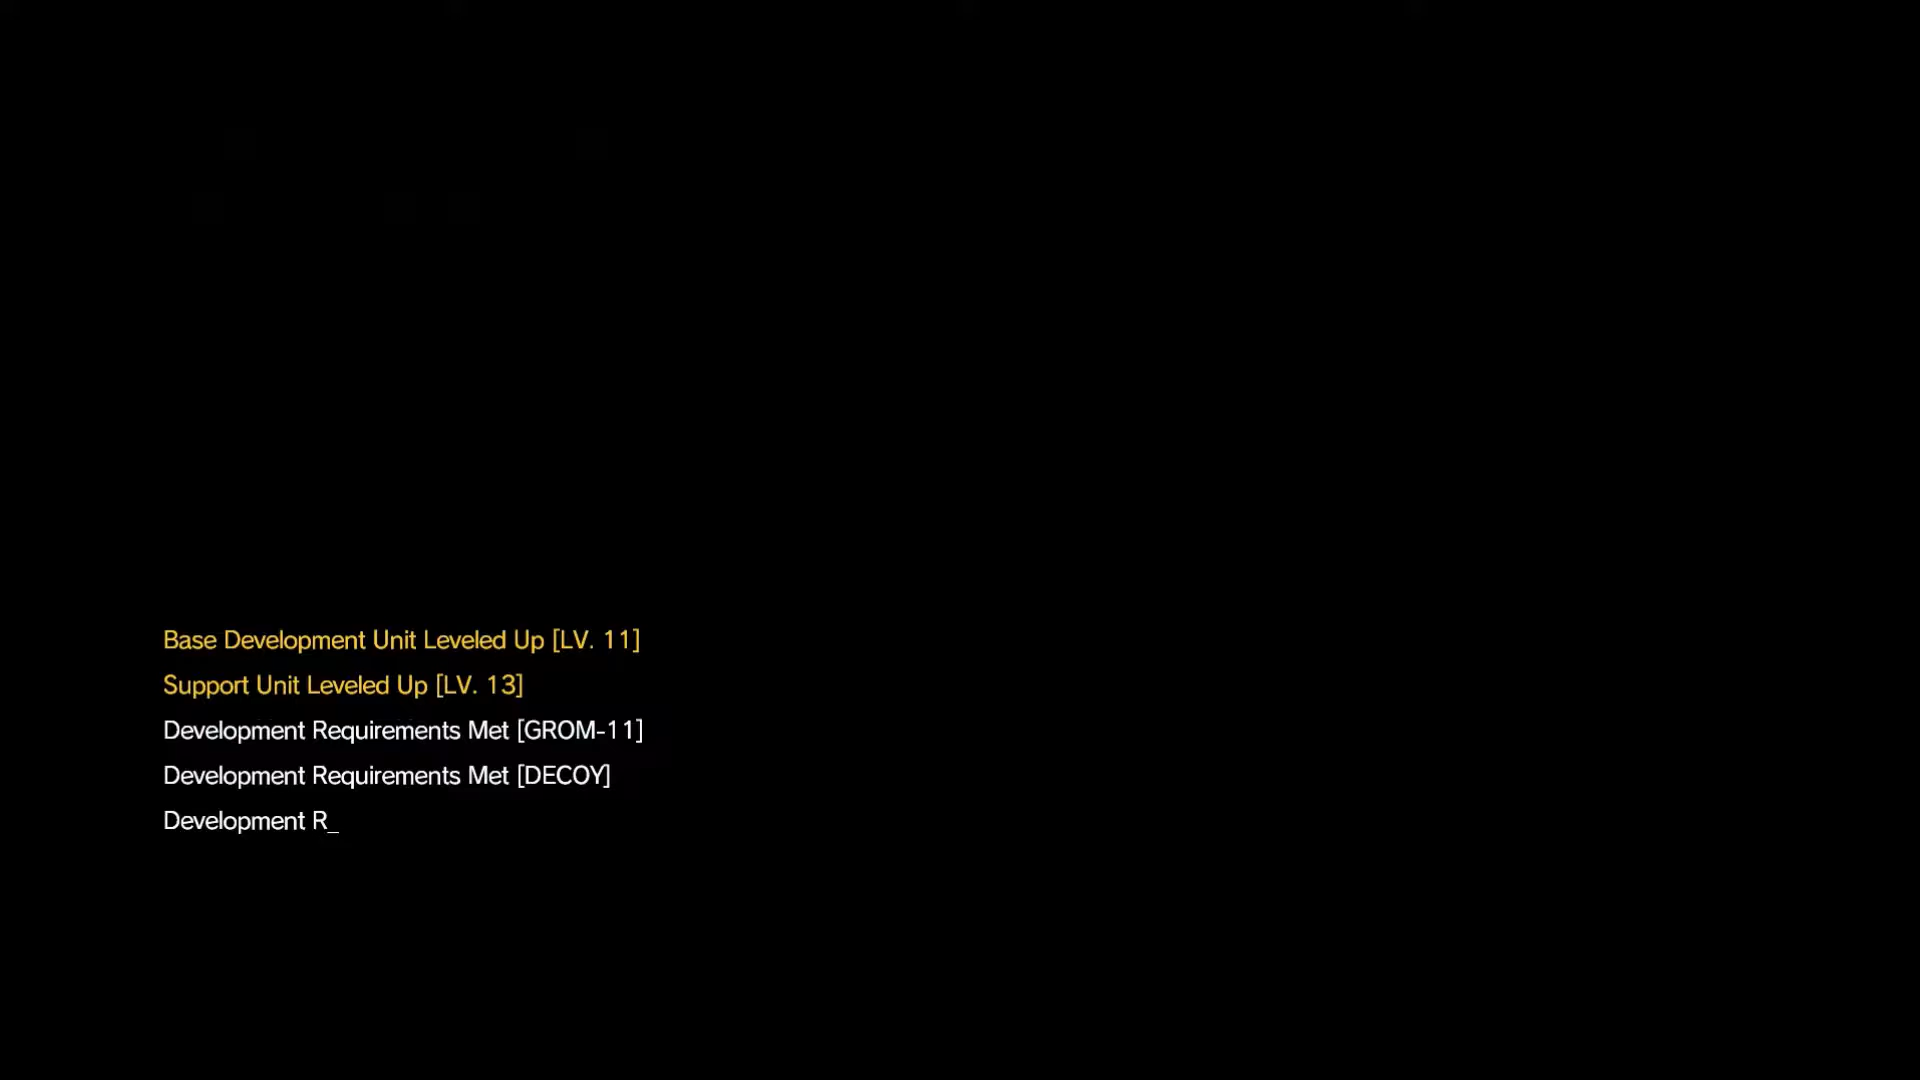 Base Development Unit Leveled Up [LV. 11]
Support Unit Leveled Up [LV. 13]
Development Requirements Met [GROM-11]
Development Requirements Met [DECOY]
Development R_